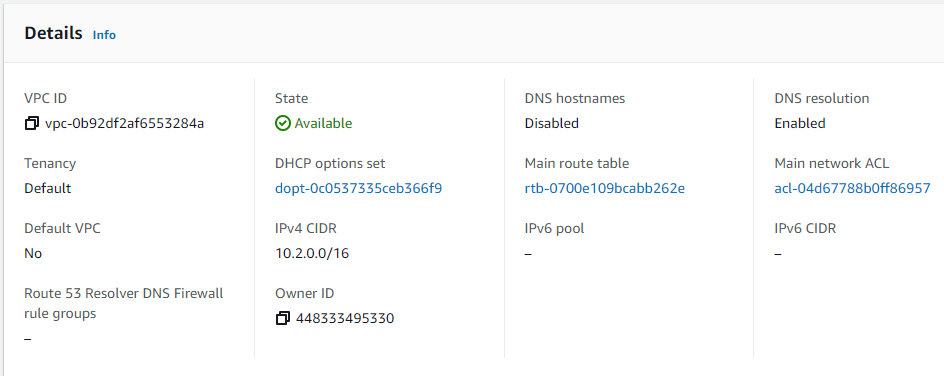 Details Info
VPC ID
vpc-0b92df2af6553284a
State
Available
DNS hostnames
Disabled
DNS resolution
Enabled
Tenancy
Default
DHCP options set
dopt-0c0537335ceb366f9
Main route table
rtb-0700e109bcabb262e
Main network ACL
acl-04d67788b0ff86957
Default VPC
No
IPv4 CIDR
10.2.0.0/16
IPv6 pool
–
IPv6 CIDR
–
Route 53 Resolver DNS Firewall
rule groups
–
Owner ID
448333495330